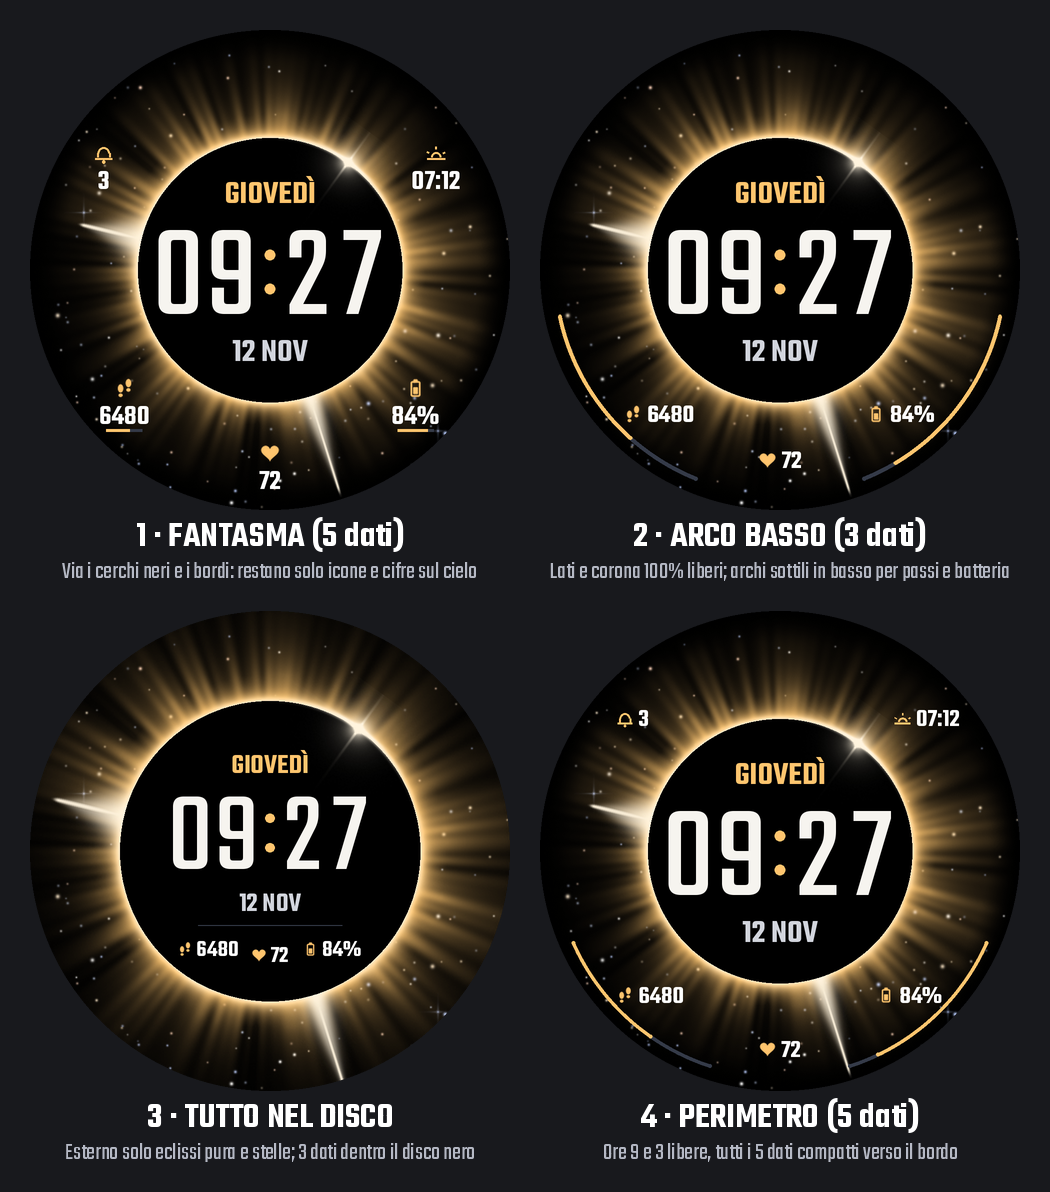 3
07:12
GIOVEDÌ
09:27
12 NOV
6480
84%
72
1 · FANTASMA (5 dati)
Via i cerchi neri e i bordi: restano solo icone e cifre sul cielo
GIOVEDÌ
09:27
12 NOV
6480
84%
72
2 · ARCO BASSO (3 dati)
Lati e corona 100% liberi; archi sottili in basso per passi e batteria
GIOVEDÌ
09:27
12 NOV
6480 72 84%
3 · TUTTO NEL DISCO
Esterno solo eclissi pura e stelle; 3 dati dentro il disco nero
3
07:12
GIOVEDÌ
09:27
12 NOV
6480
84%
72
4 · PERIMETRO (5 dati)
Ore 9 e 3 libere, tutti i 5 dati compatti verso il bordo